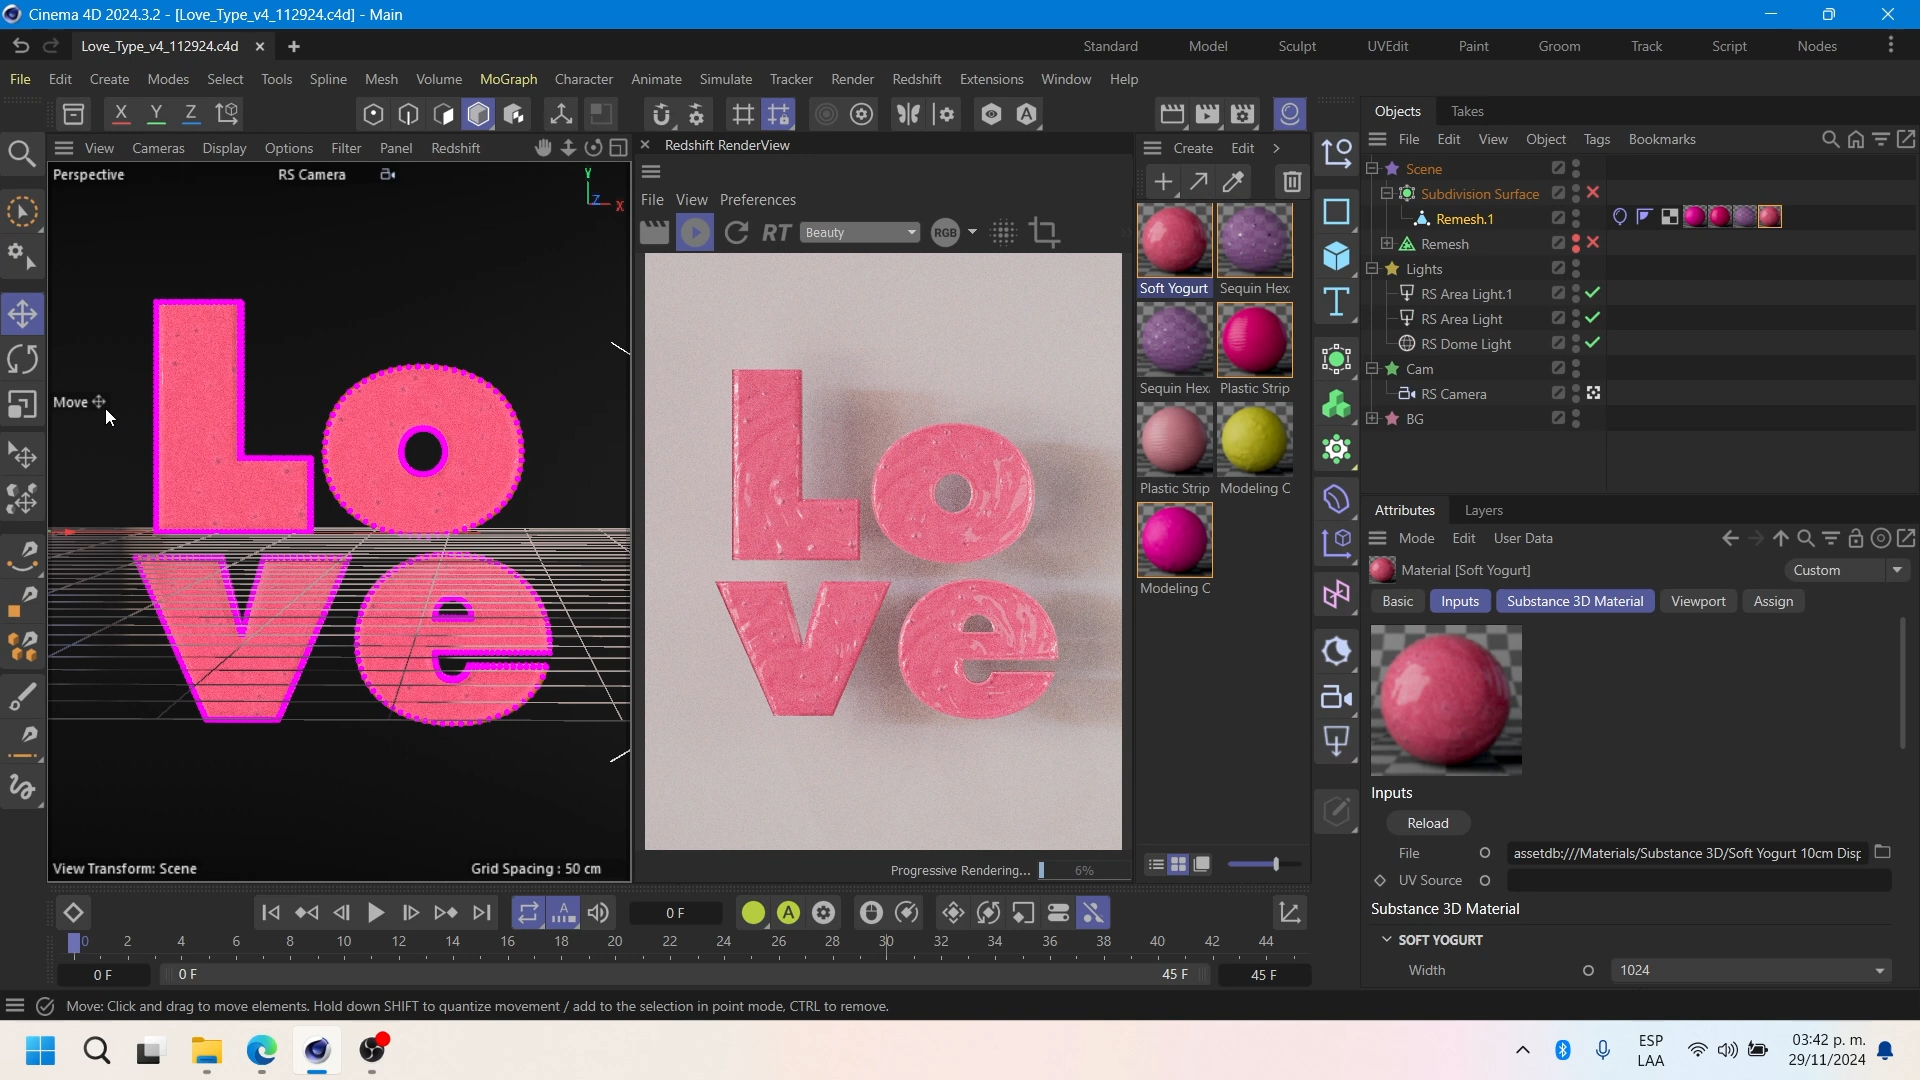 Cinema 4D 2024.3.2 - [Love_Type_v4_112924.c4d] - Main
Love_Type_v4_112924.c4d
Standard Model Sculpt UVEdit Paint Groom Track Script Nodes
File Edit Create Modes Select Tools Spline Mesh Volume MoGraph Character Animate Simulate Tracker Render Redshift Extensions Window Help
X Y Z
Objects Takes
File Edit View Object Tags Bookmarks
View Cameras Display Options Filter Panel Redshift
Perspective
RS Camera
Y
Z X
Move
Lo
ve
View Transform: Scene
Grid Spacing : 50 cm
Redshift RenderView
File View Preferences
RT Beauty RGB
Lo
ve
Progressive Rendering... 6%
Create Edit
Soft Yogurt Sequin Hex
Sequin Hex Plastic Strip
Plastic Strip Modeling C
Modeling C
Scene
Subdivision Surface
Remesh.1
Remesh
Lights
RS Area Light.1
RS Area Light
RS Dome Light
Cam
RS Camera
BG
Attributes Layers
Mode Edit User Data
Material [Soft Yogurt]
Custom
Basic Inputs Substance 3D Material Viewport Assign
Inputs
Reload
File assetdb:///Materials/Substance 3D/Soft Yogurt 10cm Disp
UV Source
Substance 3D Material
SOFT YOGURT
Width 1024
0 F
0 2 4 6 8 10 12 14 16 18 20 22 24 26 28 30 32 34 36 38 40 42 44
0 F 0 F 45 F 45 F
Move: Click and drag to move elements. Hold down SHIFT to quantize movement / add to the selection in point mode, CTRL to remove.
ESP
LAA
03:42 p. m.
29/11/2024